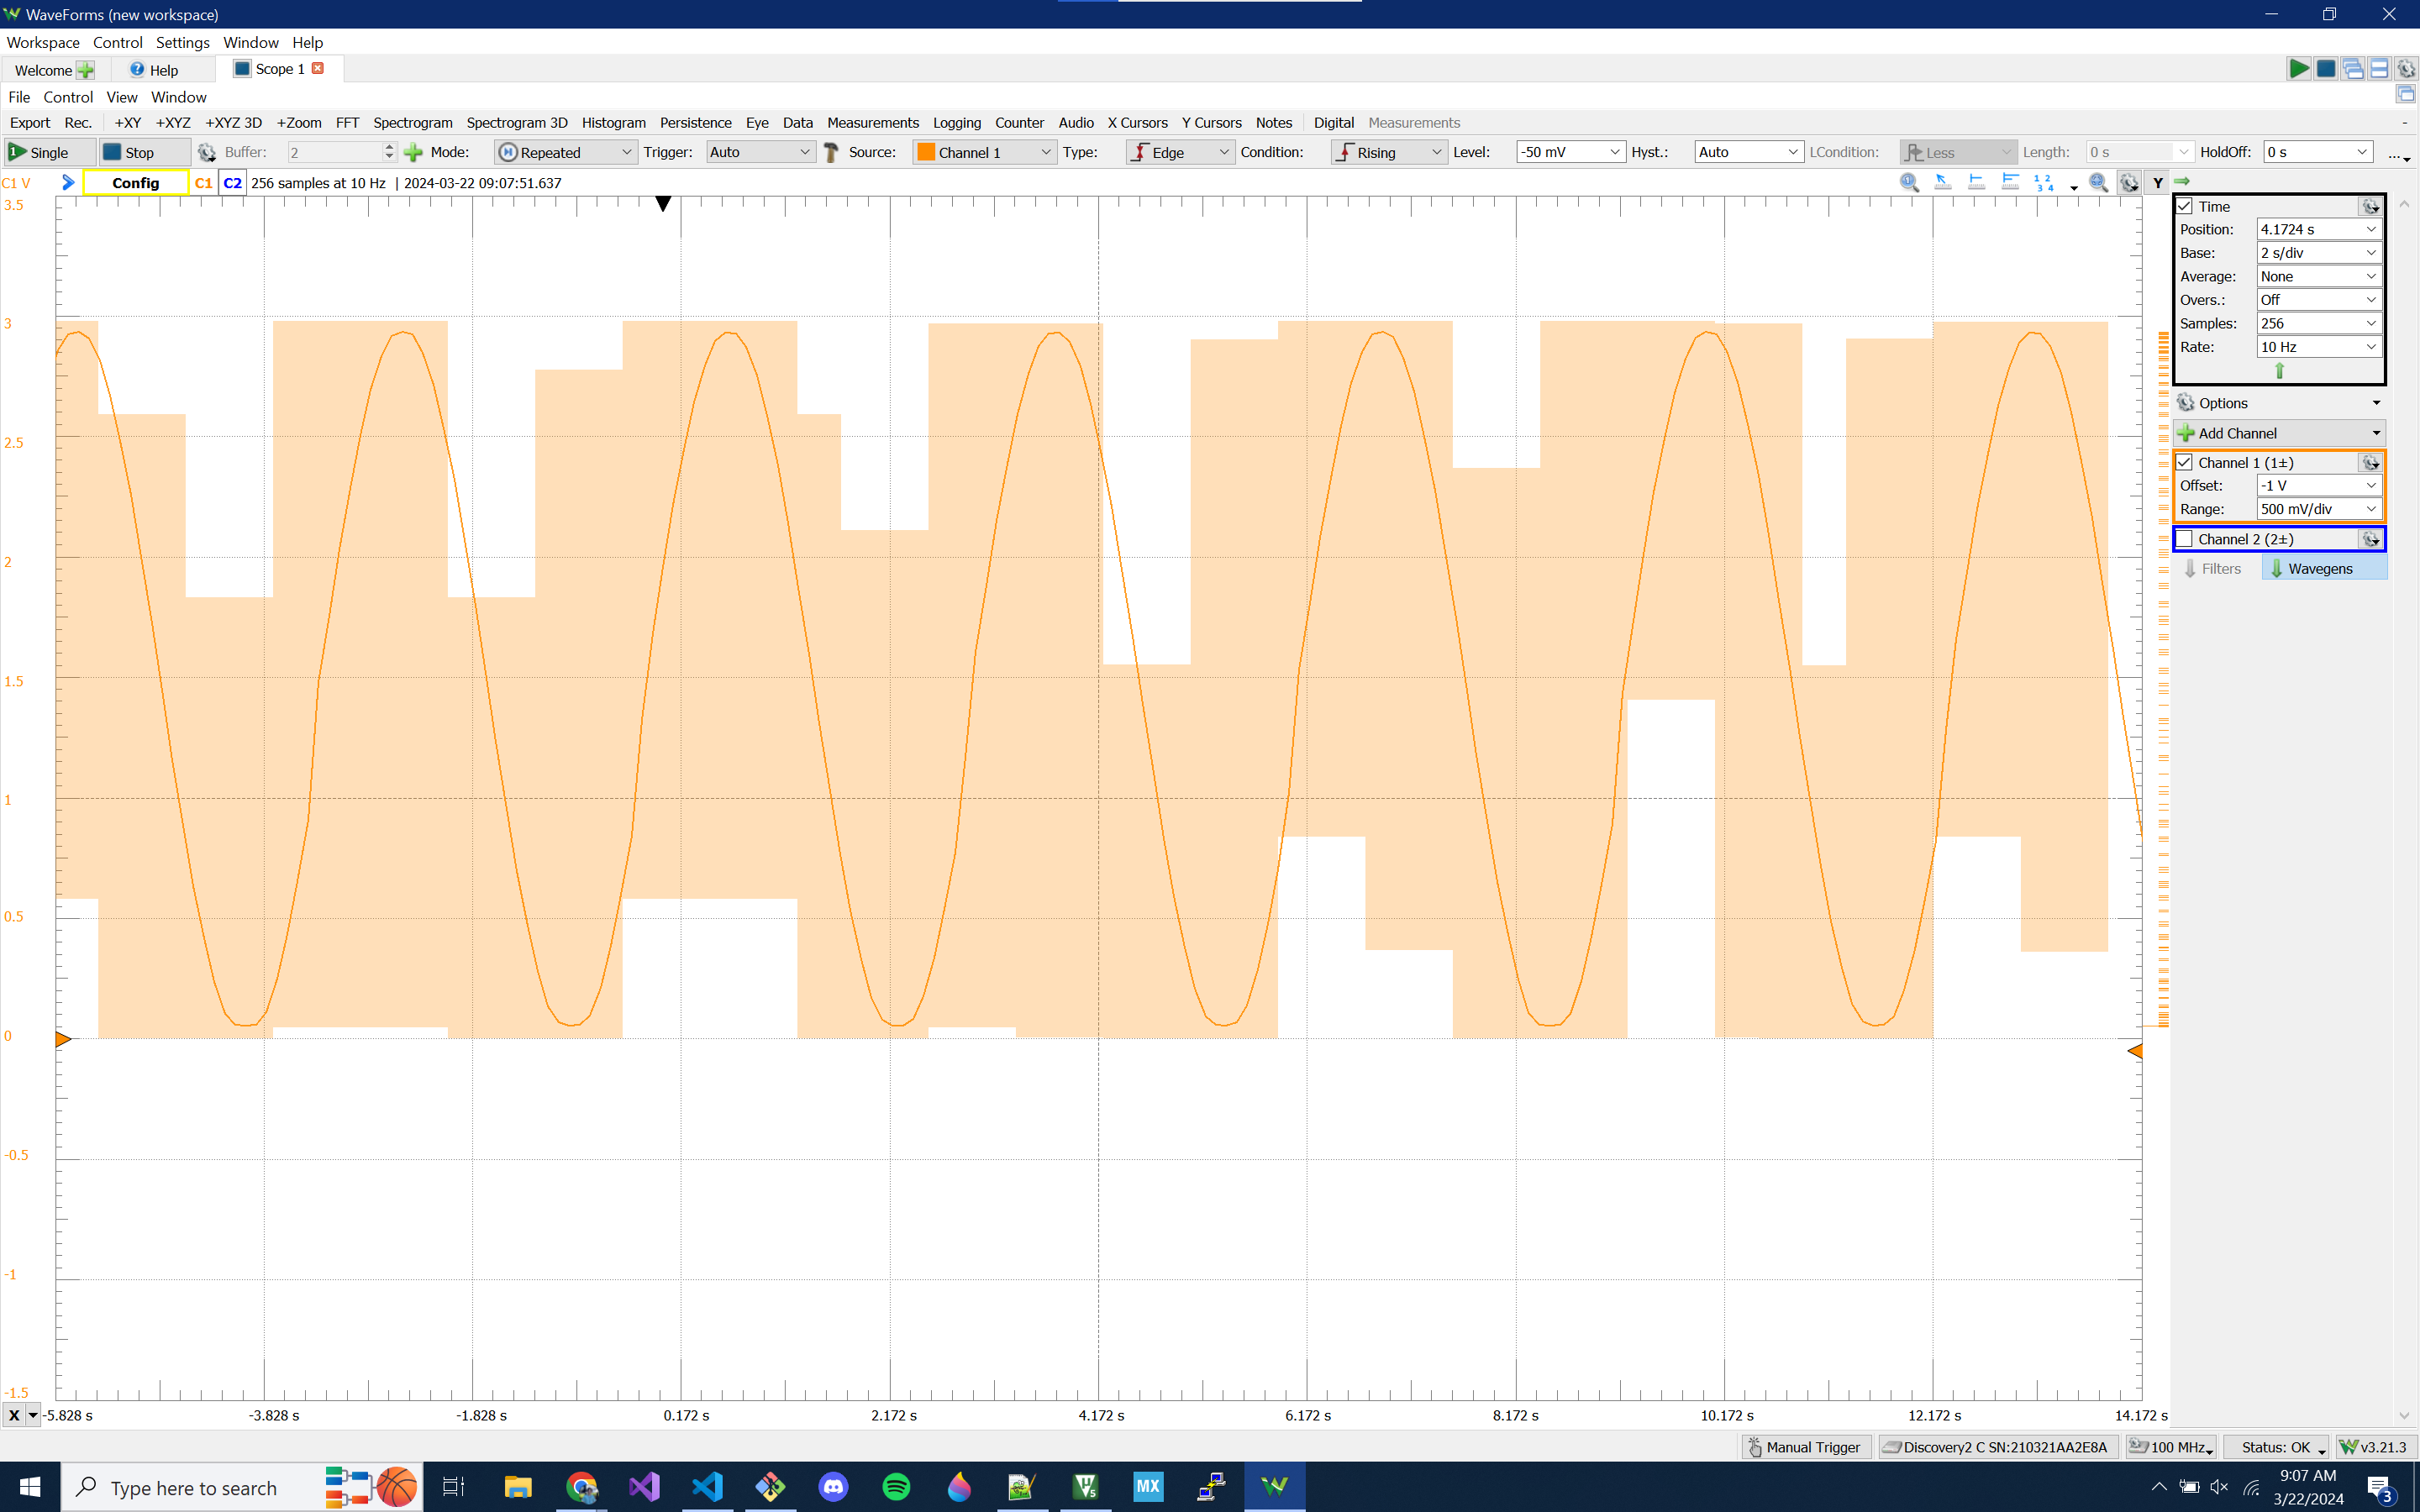 WaveForms (new workspace)
Workspace Control Settings Window Help
Welcome Help Scope 1
File Control View Window
Export Rec. +XY +XYZ +XYZ 3D +Zoom FFT Spectrogram Spectrogram 3D Histogram Persistence Eye Data Measurements Logging Counter Audio X Cursors Y Cursors Notes Digital Measurements
Single Stop Buffer: 2 Mode: Repeated Trigger: Auto Source: Channel 1 Type: Edge Condition: Rising Level: -50 mV Hyst.: Auto LCondition: Less Length: 0 s HoldOff: 0 s ...
C1 V Config C1 C2 256 samples at 10 Hz | 2024-03-22 09:07:51.637 Y
3.5
3
2.5
2
1.5
1
0.5
0
-0.5
-1
-1.5
X -5.828 s -3.828 s -1.828 s 0.172 s 2.172 s 4.172 s 6.172 s 8.172 s 10.172 s 12.172 s 14.172 s
Time
Position: 4.1724 s
Base: 2 s/div
Average: None
Overs.: Off
Samples: 256
Rate: 10 Hz
Options
Add Channel
Channel 1 (1±)
Offset: -1 V
Range: 500 mV/div
Channel 2 (2±)
Filters Wavegens
Manual Trigger Discovery2 C SN:210321AA2E8A 100 MHz Status: OK v3.21.3
Type here to search MX 9:07 AM
3/22/2024 3